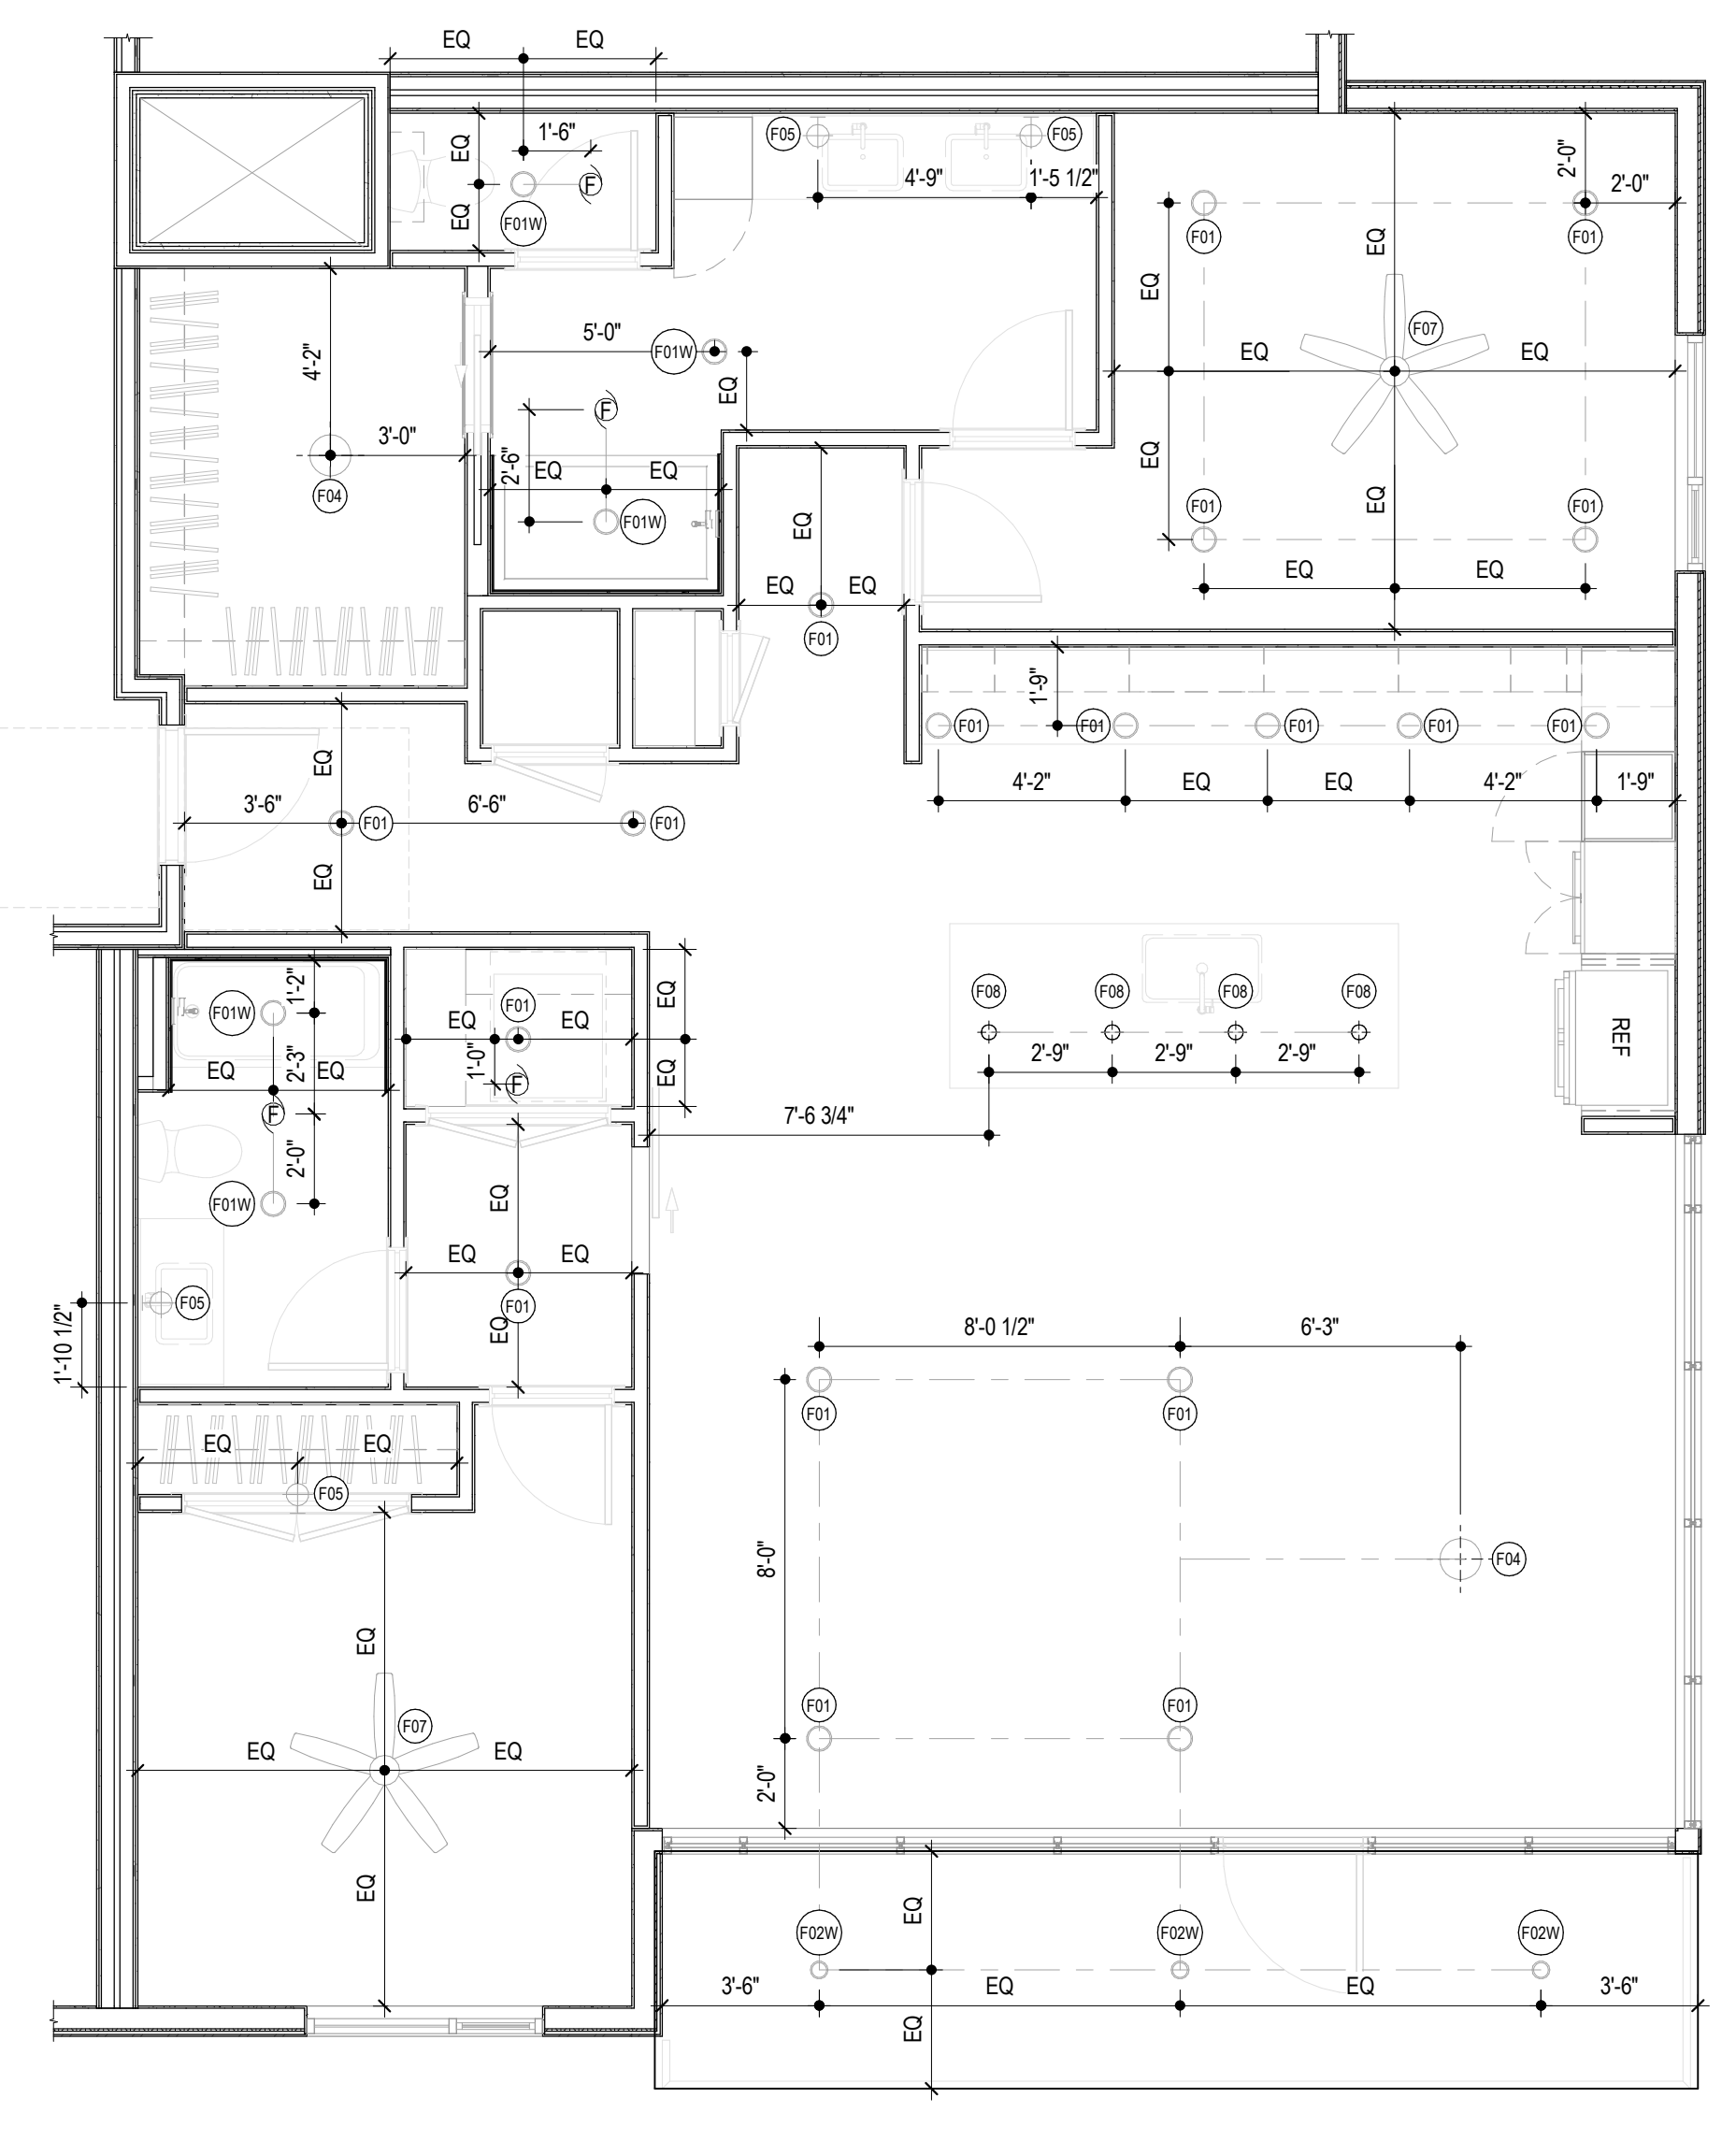 EQ EQ
EQ
1'-6"
F
EQ
F01W
F05
F05
4'-9"
1'-5 1/2"
2'-0"
2'-0"
F01
F01
EQ
EQ
F07
EQ
EQ
5'-0"
F01W
EQ
4'-2"
3'-0"
F04
F
2'-6"
EQ EQ
F01W
EQ
EQ
F01
F01
EQ EQ
EQ
EQ EQ
F01
1'-9"
F01
F01
F01
F01
F01
4'-2"
EQ
EQ
4'-2"
1'-9"
EQ
3'-6"
F01
6'-6"
F01
EQ
1'-2"
F01W
2'-3"
EQ EQ
F
2'-0"
F01W
F05
1'-10 1/2"
F01
EQ EQ
1'-0"
F
EQ
EQ
F08
F08
F08
F08
2'-9"
2'-9"
2'-9"
REF
7'-6 3/4"
EQ
EQ EQ
F01
EQ
EQ EQ
F05
8'-0 1/2"
6'-3"
F01
F01
8'-0"
F04
EQ
F07
EQ EQ
EQ
F01
F01
2'-0"
EQ
F02W
F02W
F02W
3'-6"
EQ
EQ
3'-6"
EQ